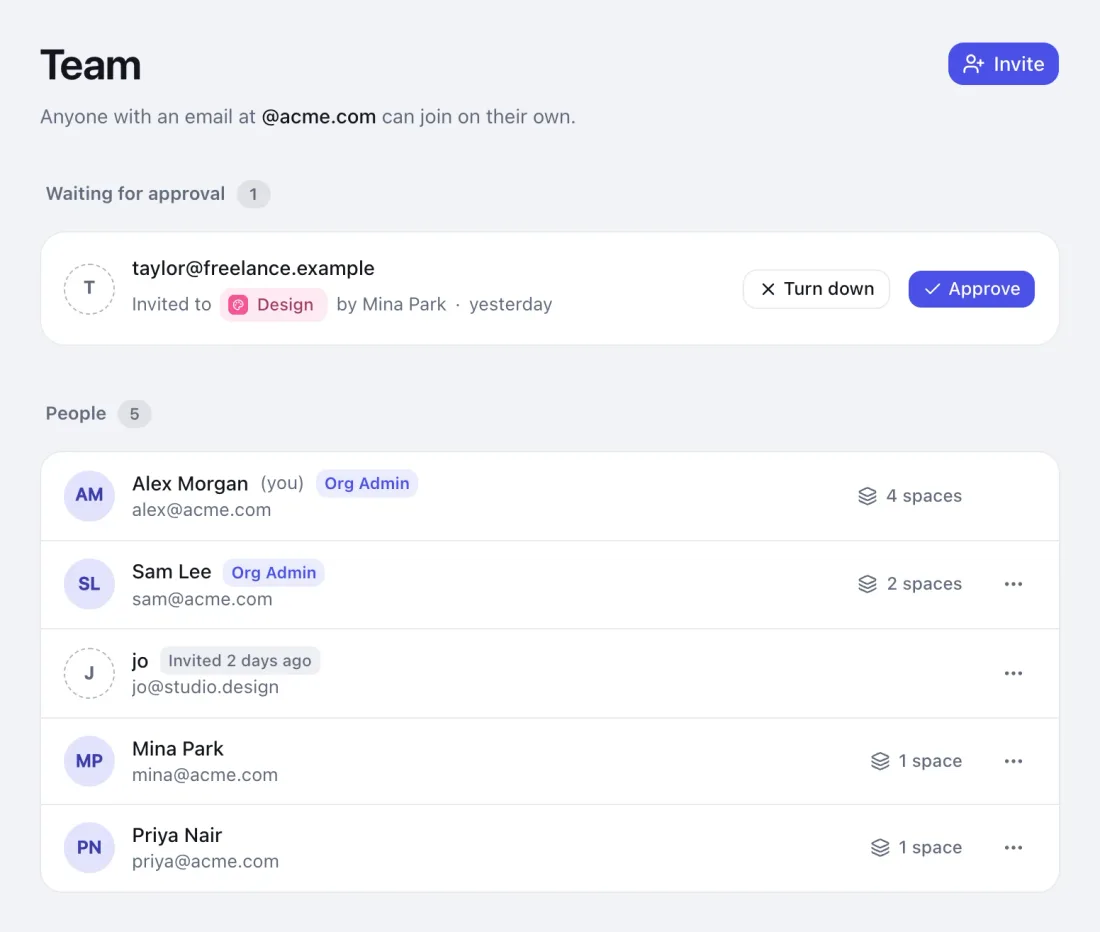 Team
Invite
Anyone with an email at @acme.com can join on their own.
Waiting for approval 1
T
taylor@freelance.example
Invited to Design by Mina Park · yesterday
Turn down
Approve
People 5
AM
Alex Morgan (you) Org Admin
alex@acme.com
4 spaces
SL
Sam Lee Org Admin
sam@acme.com
2 spaces
J
jo Invited 2 days ago
jo@studio.design
MP
Mina Park
mina@acme.com
1 space
PN
Priya Nair
priya@acme.com
1 space